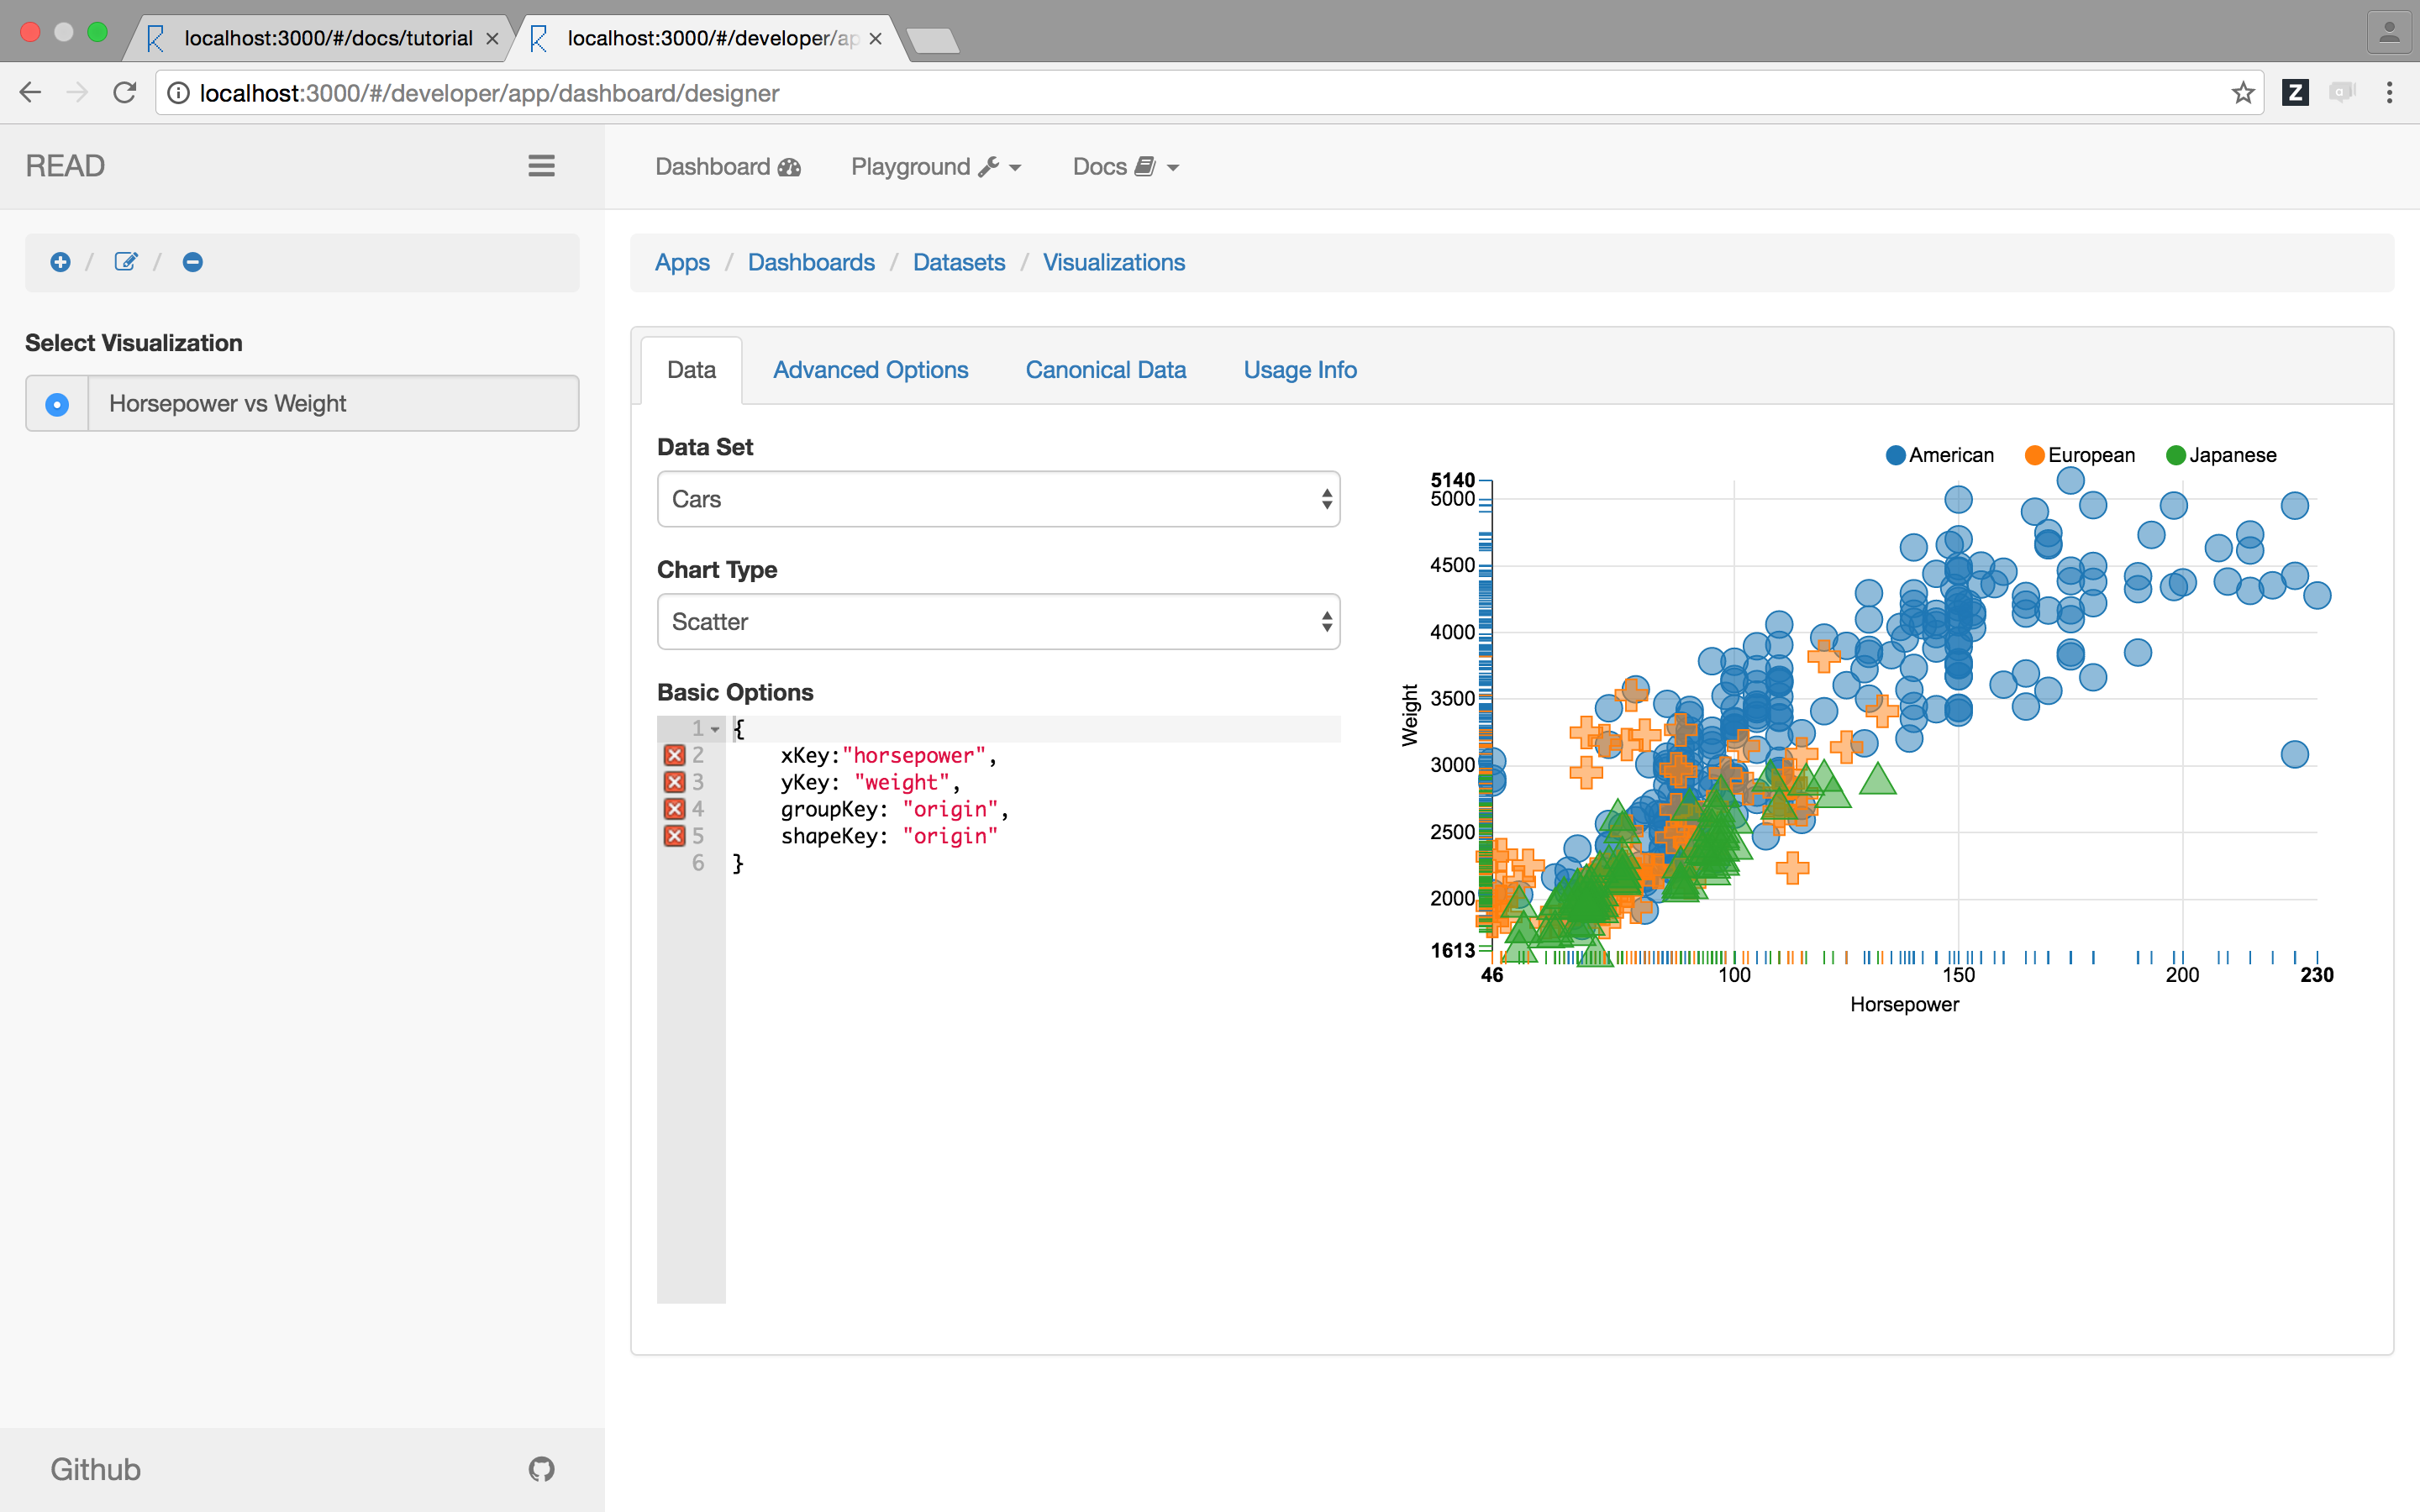 localhost:3000/#/docs/tutorial
localhost:3000/#/developer/ap
localhost:3000/#/developer/app/dashboard/designer
READ
Dashboard
Playground
Docs
/ /
Apps / Dashboards / Datasets / Visualizations
Select Visualization
Horsepower vs Weight
Data
Advanced Options
Canonical Data
Usage Info
Data Set
Cars
Chart Type
Scatter
Basic Options
1 {
2 xKey:"horsepower",
3 yKey: "weight",
4 groupKey: "origin",
5 shapeKey: "origin"
6 }
American
European
Japanese
5140
5000
4500
4000
3500
3000
2500
2000
1613
Weight
46
100
150
200
230
Horsepower
Github